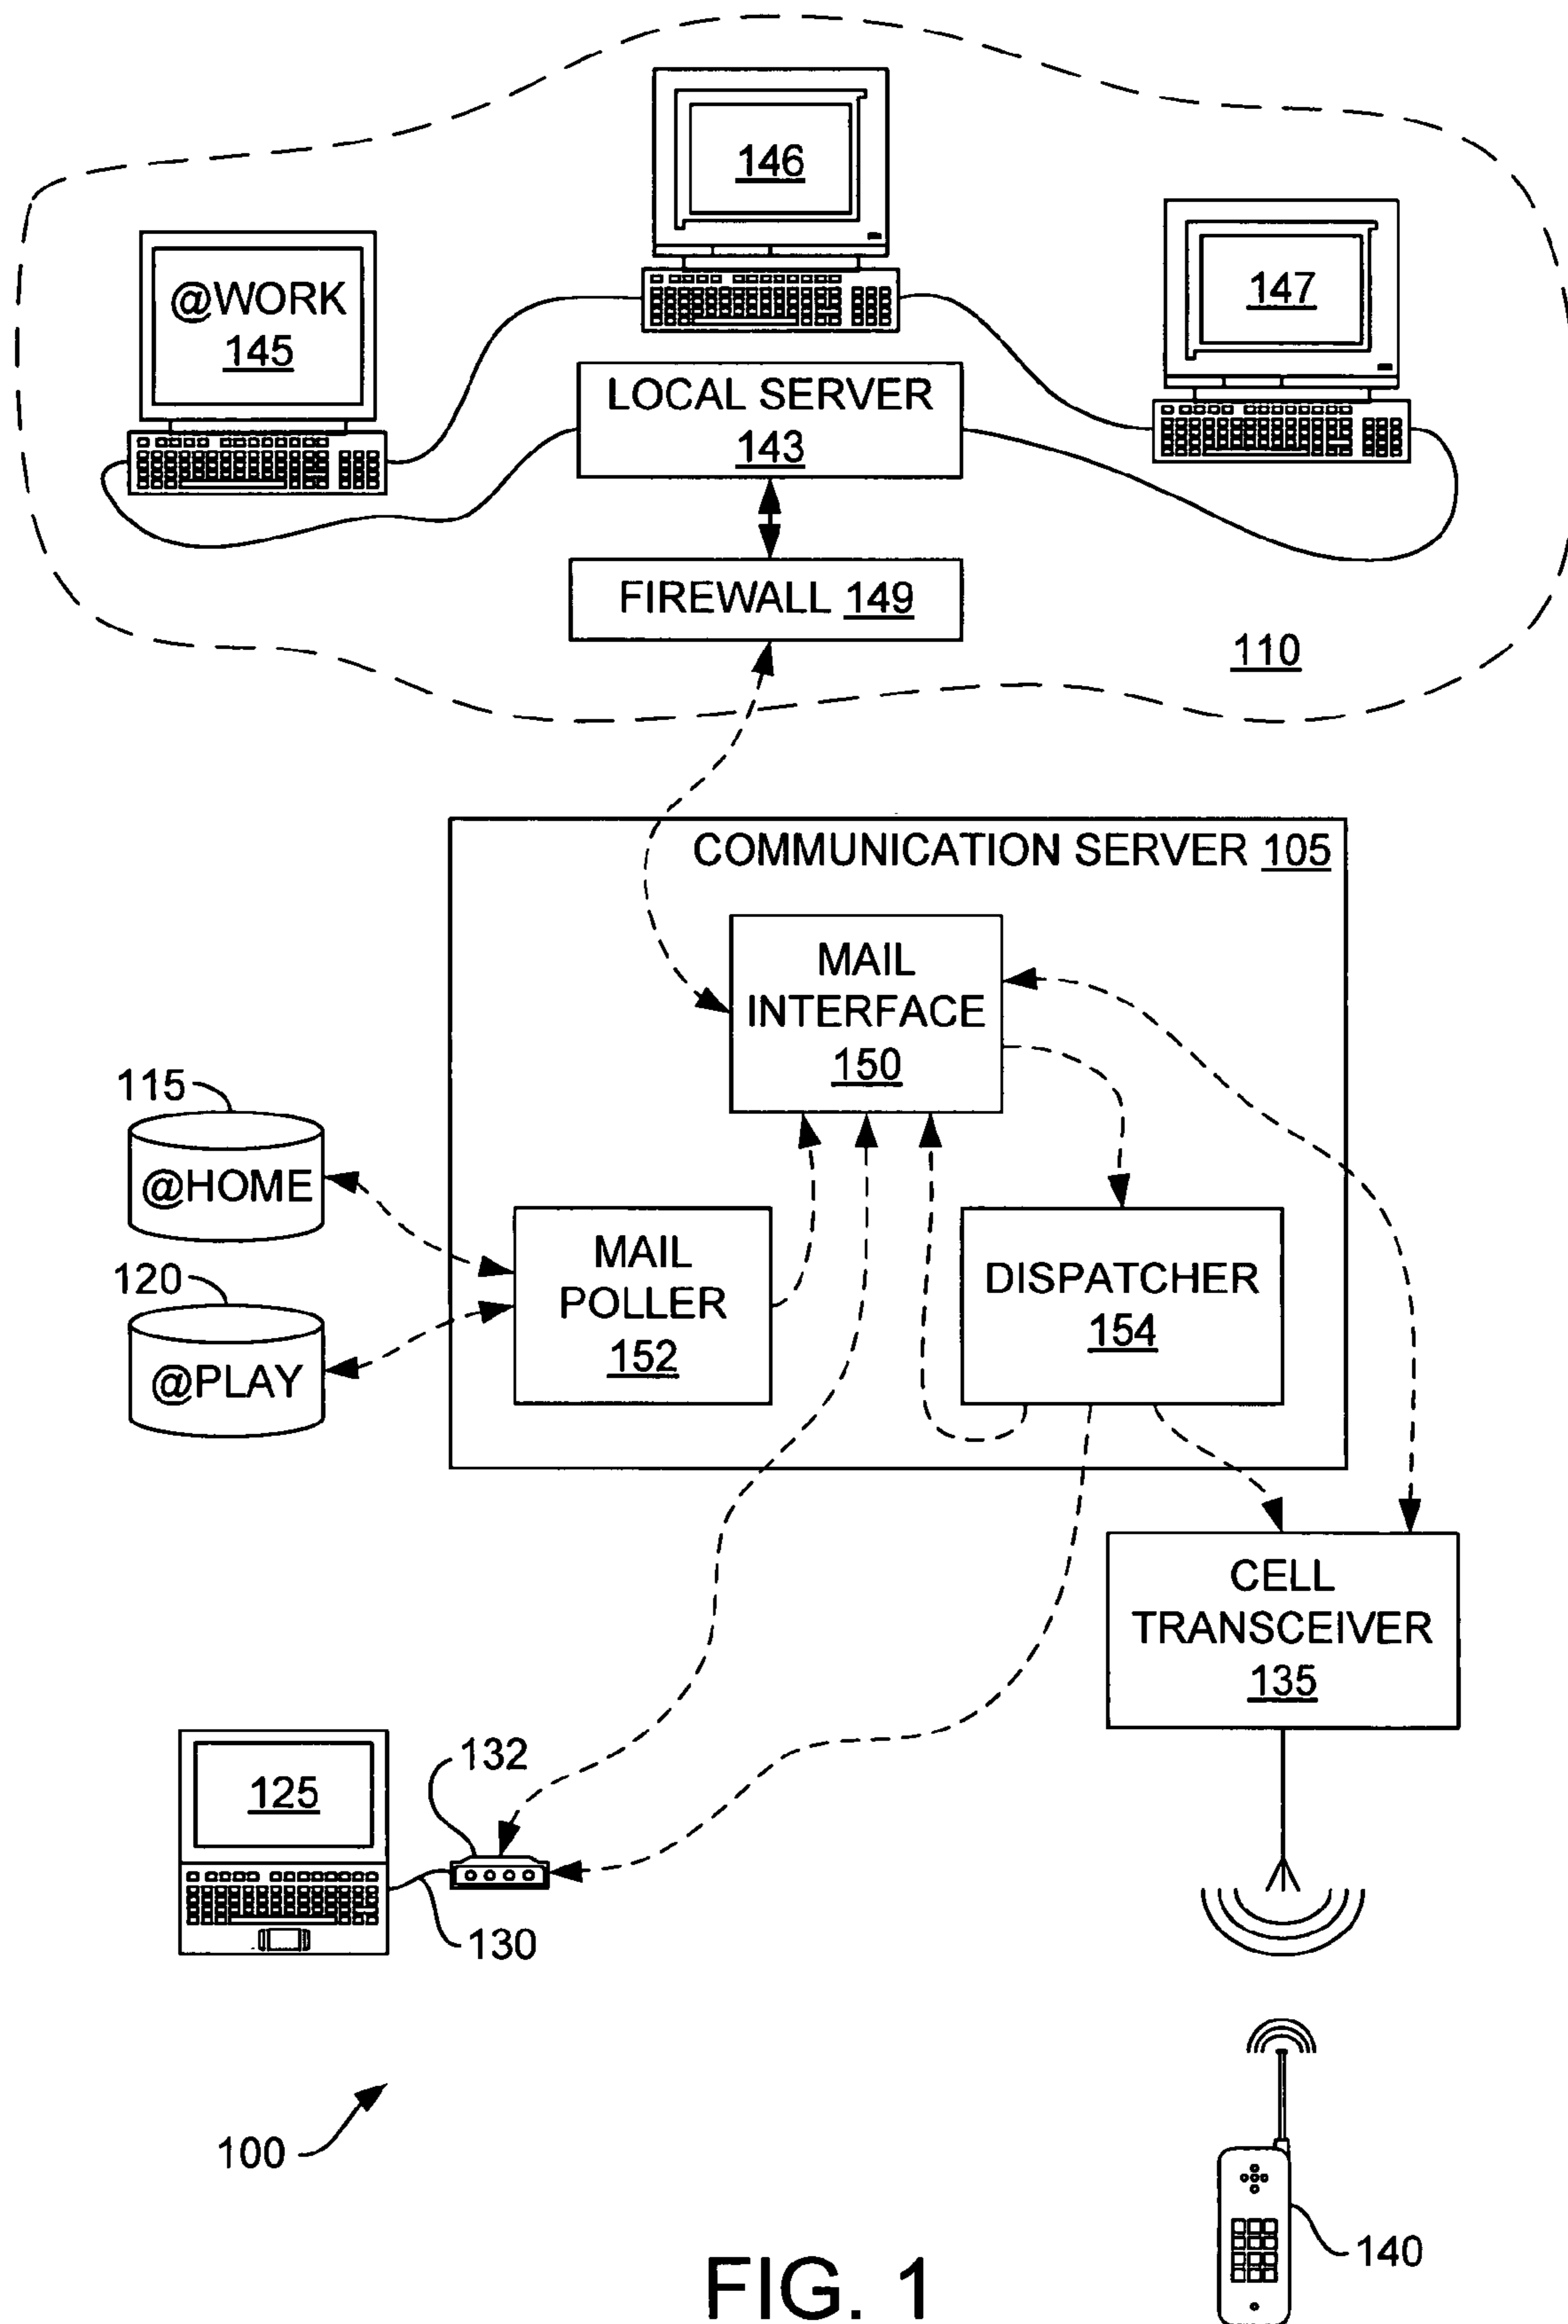 146
@WORK
145
147
LOCAL SERVER
143
FIREWALL 149
110
COMMUNICATION SERVER 105
MAIL
INTERFACE
150
115
@HOME
120
@PLAY
MAIL
POLLER
152
DISPATCHER
154
CELL
TRANSCEIVER
135
125
132
130
100
140
FIG. 1